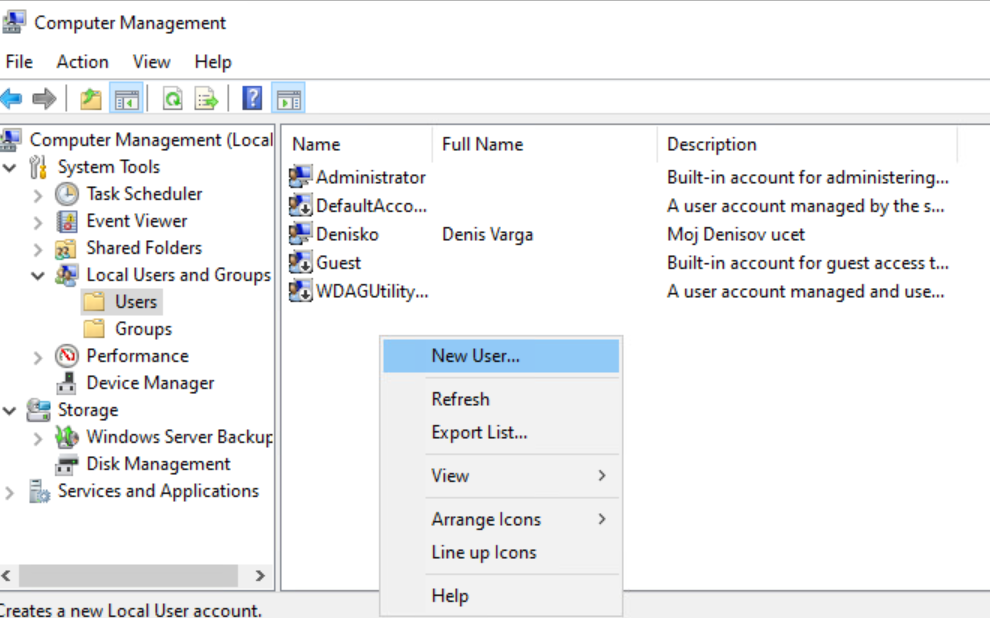 Computer Management
File Action View Help
Computer Management (Local
System Tools
Task Scheduler
Event Viewer
Shared Folders
Local Users and Groups
Users
Groups
Performance
Device Manager
Storage
Windows Server Backup
Disk Management
Services and Applications
Name Full Name Description
Administrator Built-in account for administering...
DefaultAcco... A user account managed by the s...
Denisko Denis Varga Moj Denisov ucet
Guest Built-in account for guest access t...
WDAGUtility... A user account managed and use...
New User...
Refresh
Export List...
View
Arrange Icons
Line up Icons
Help
Creates a new Local User account.